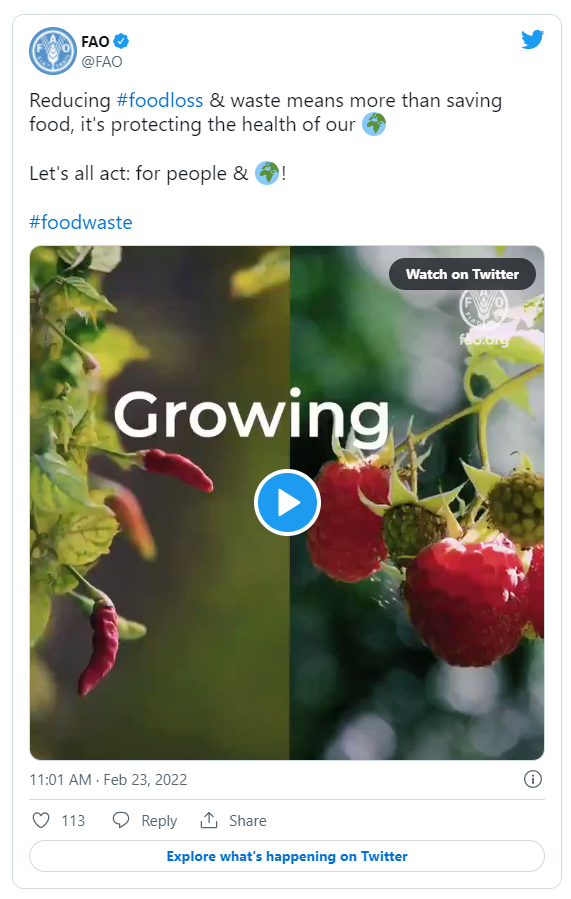 FAO
@FAO
Reducing #foodloss & waste means more than saving
food, it's protecting the health of our 🌍
Let's all act: for people & 🌍!
#foodwaste
Watch on Twitter
FAO
fao.org
Growing
11:01 AM · Feb 23, 2022
113 Reply Share
Explore what's happening on Twitter